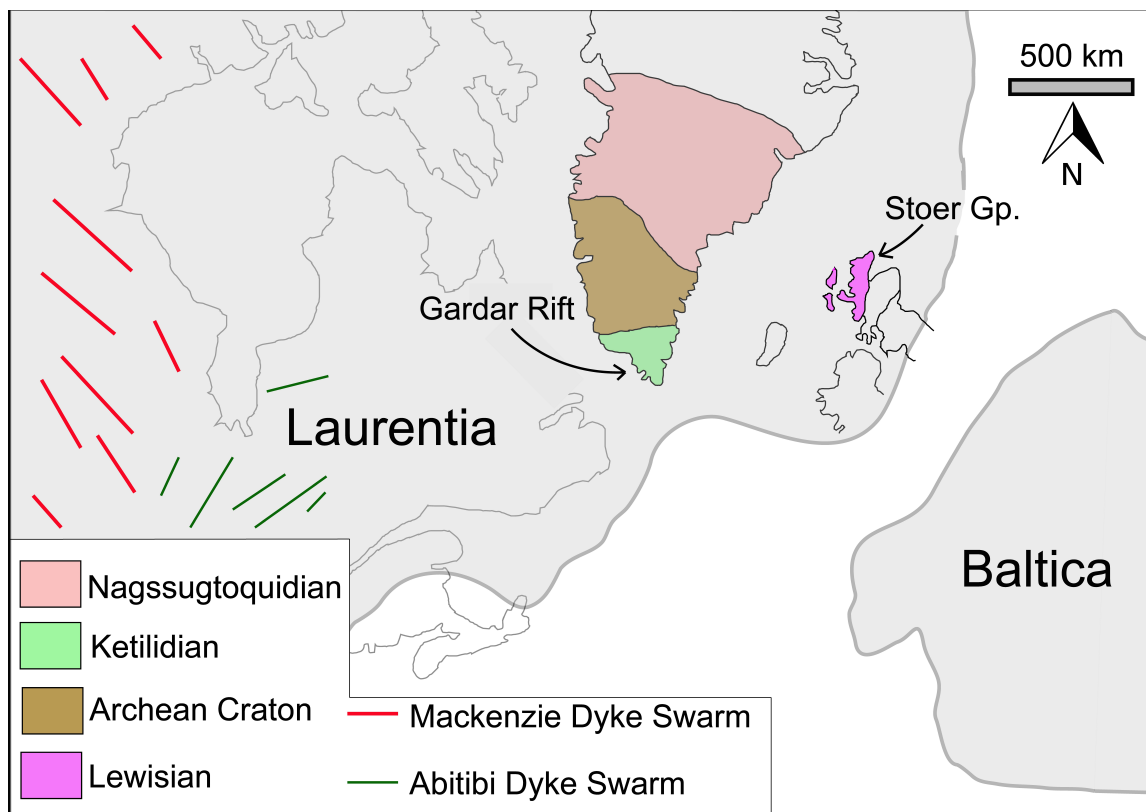 500 km
N
Stoer Gp.
Gardar Rift
Laurentia
Baltica
Nagssugtoquidian
Ketilidian
Archean Craton
Mackenzie Dyke Swarm
Lewisian
Abitibi Dyke Swarm